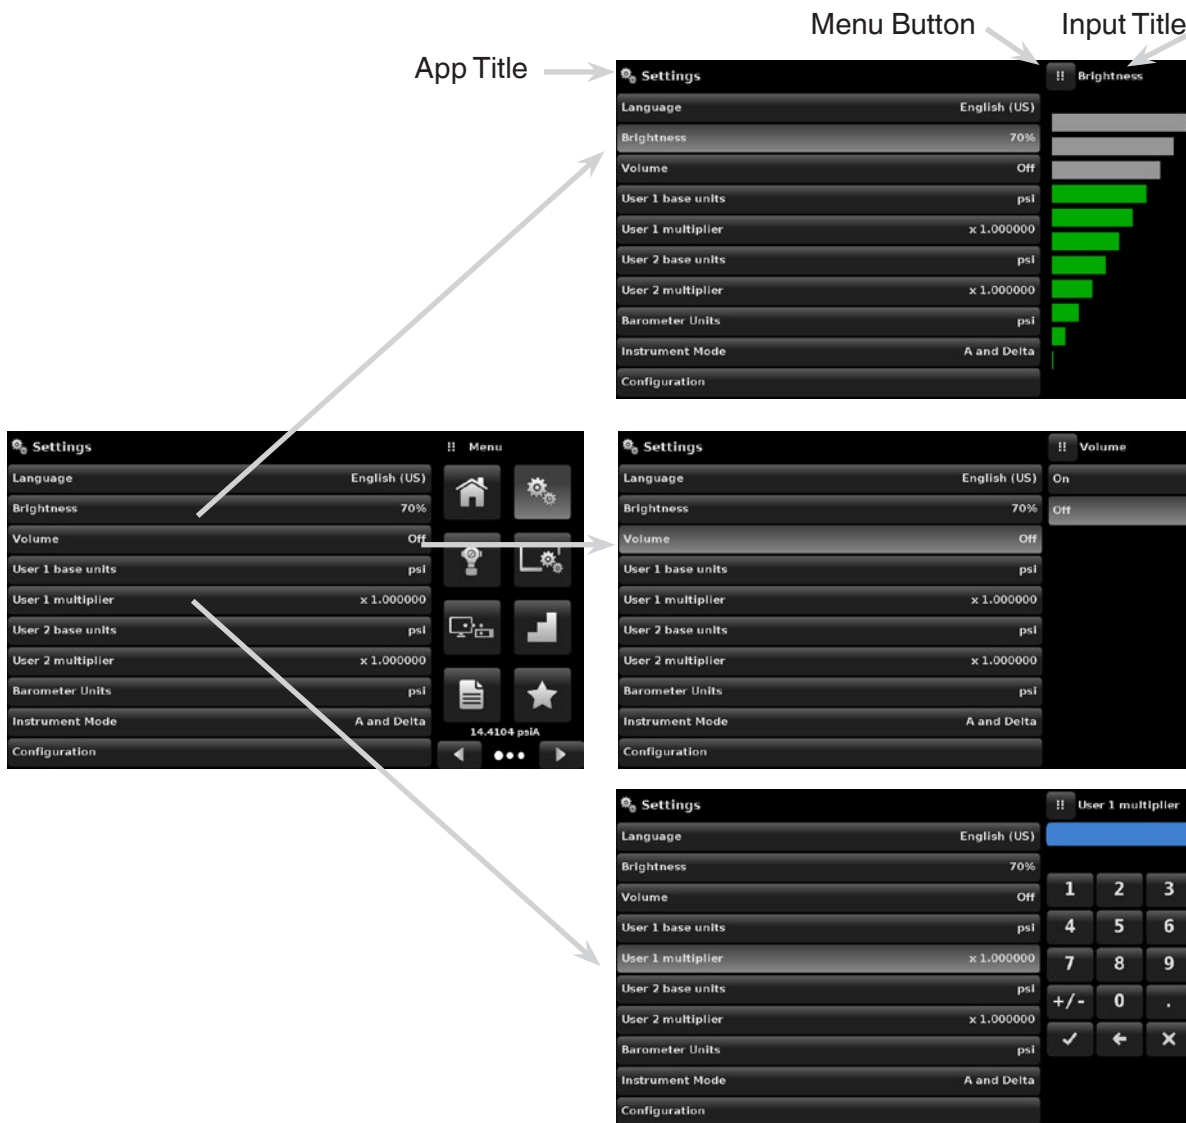 Menu Button
Input Title
App Title
Settings
Brightness
Language English (US)
Brightness 70%
Volume Off
User 1 base units psi
User 1 multiplier x 1.000000
User 2 base units psi
User 2 multiplier x 1.000000
Barometer Units psi
Instrument Mode A and Delta
Configuration
Settings
Menu
Language English (US)
Brightness 70%
Volume Off
User 1 base units psi
User 1 multiplier x 1.000000
User 2 base units psi
User 2 multiplier x 1.000000
Barometer Units psi
Instrument Mode A and Delta
Configuration
14.4104 psiA
Settings
Volume
Language English (US)
Brightness 70%
Volume Off
User 1 base units psi
User 1 multiplier x 1.000000
User 2 base units psi
User 2 multiplier x 1.000000
Barometer Units psi
Instrument Mode A and Delta
Configuration
On
Off
Settings
User 1 multiplier
Language English (US)
Brightness 70%
Volume Off
User 1 base units psi
User 1 multiplier x 1.000000
User 2 base units psi
User 2 multiplier x 1.000000
Barometer Units psi
Instrument Mode A and Delta
Configuration
1 2 3
4 5 6
7 8 9
+/- 0 .